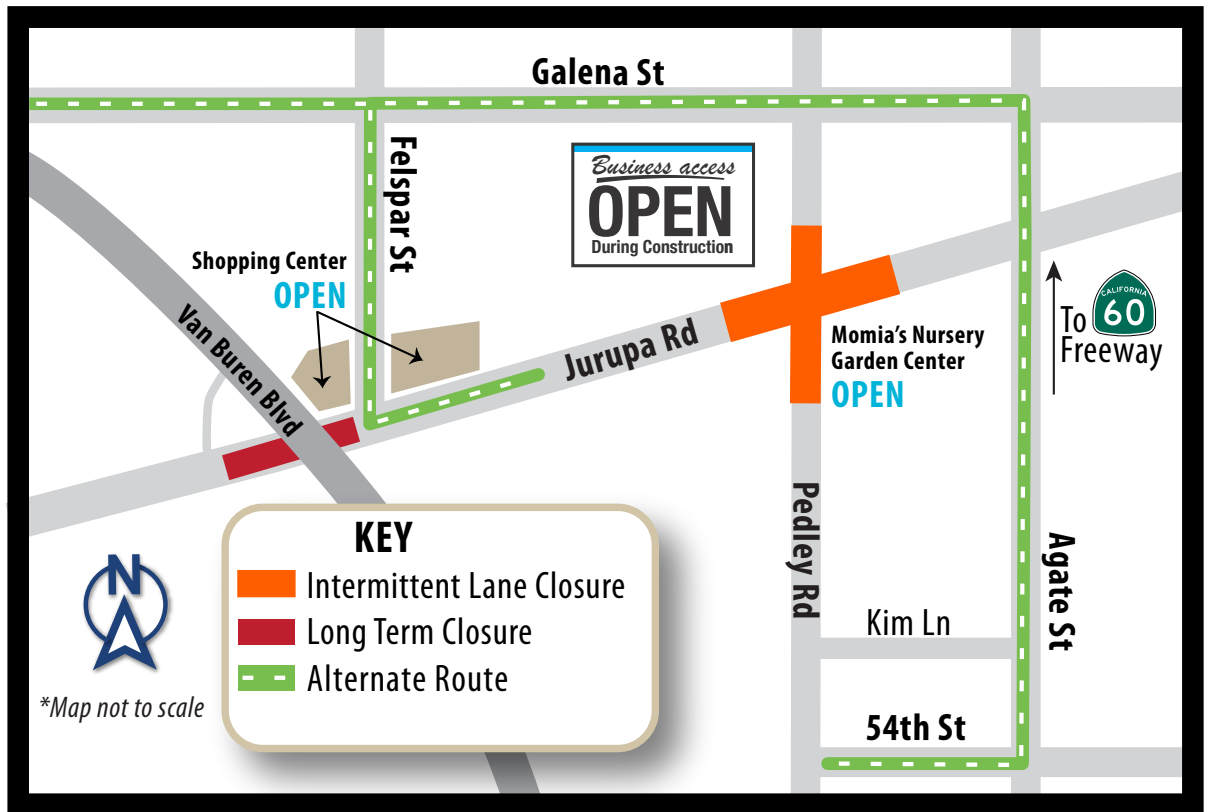 Galena St
Felspar St
Business access
OPEN
During Construction
Shopping Center
OPEN
Van Buren Blvd
Jurupa Rd
Momia's Nursery
Garden Center
OPEN
CALIFORNIA
60
To
Freeway
Pedley Rd
Agate St
Kim Ln
54th St
KEY
Intermittent Lane Closure
Long Term Closure
Alternate Route
N
*Map not to scale